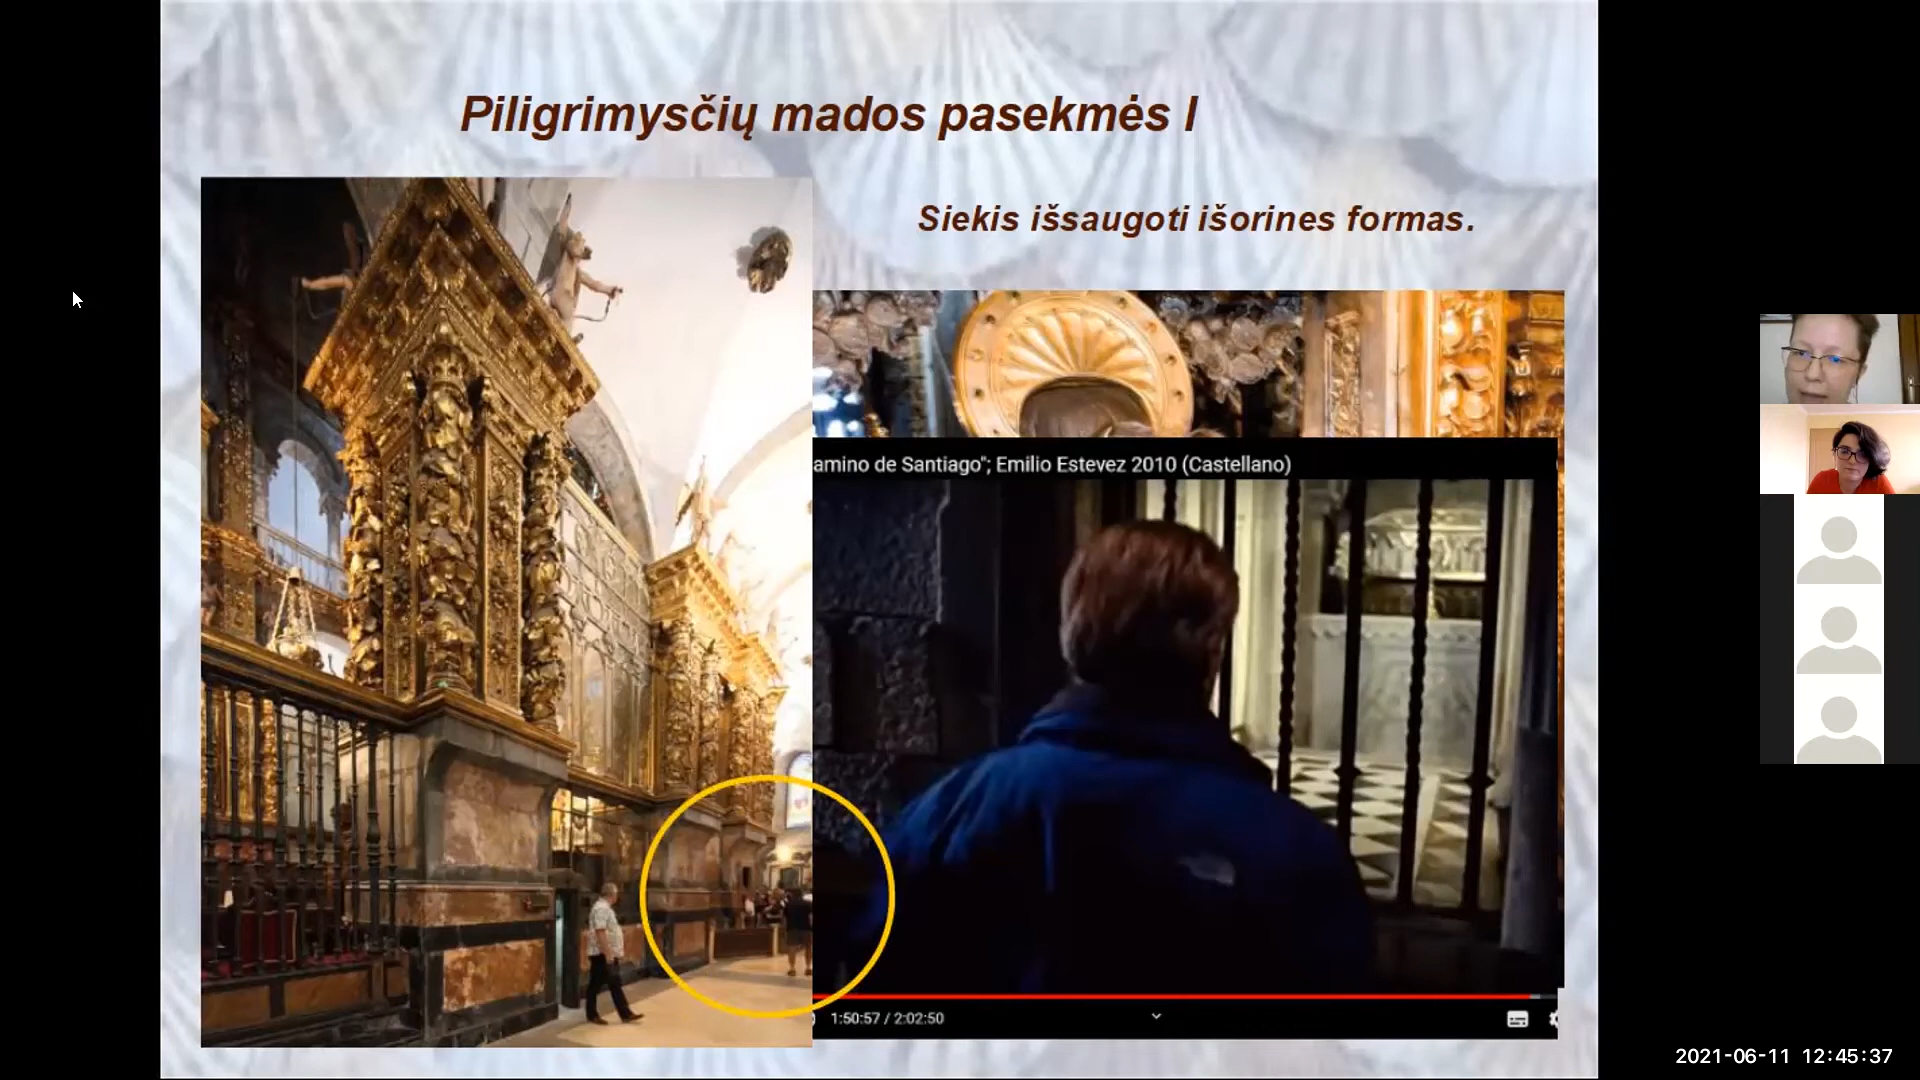 Piligrimysčių mados pasekmės I
Siekis išsaugoti išorines formas.
amino de Santiago"; Emilio Estevez 2010 (Castellano)
1:50:57 / 2:02:50
2021-06-11 12:45:37